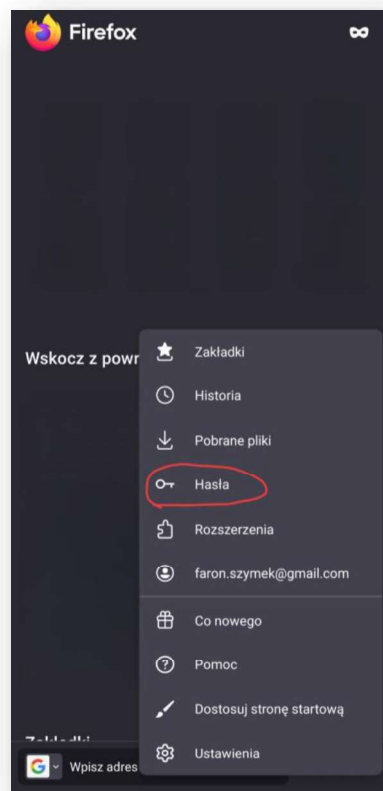 Firefox
Zakładki
Wskocz z powr
Historia
Pobrane pliki
Hasła
Rozszerzenia
faron.szymek@gmail.com
Co nowego
Pomoc
Dostosuj stronę startową
Zakładki
Ustawienia
Wpisz adres